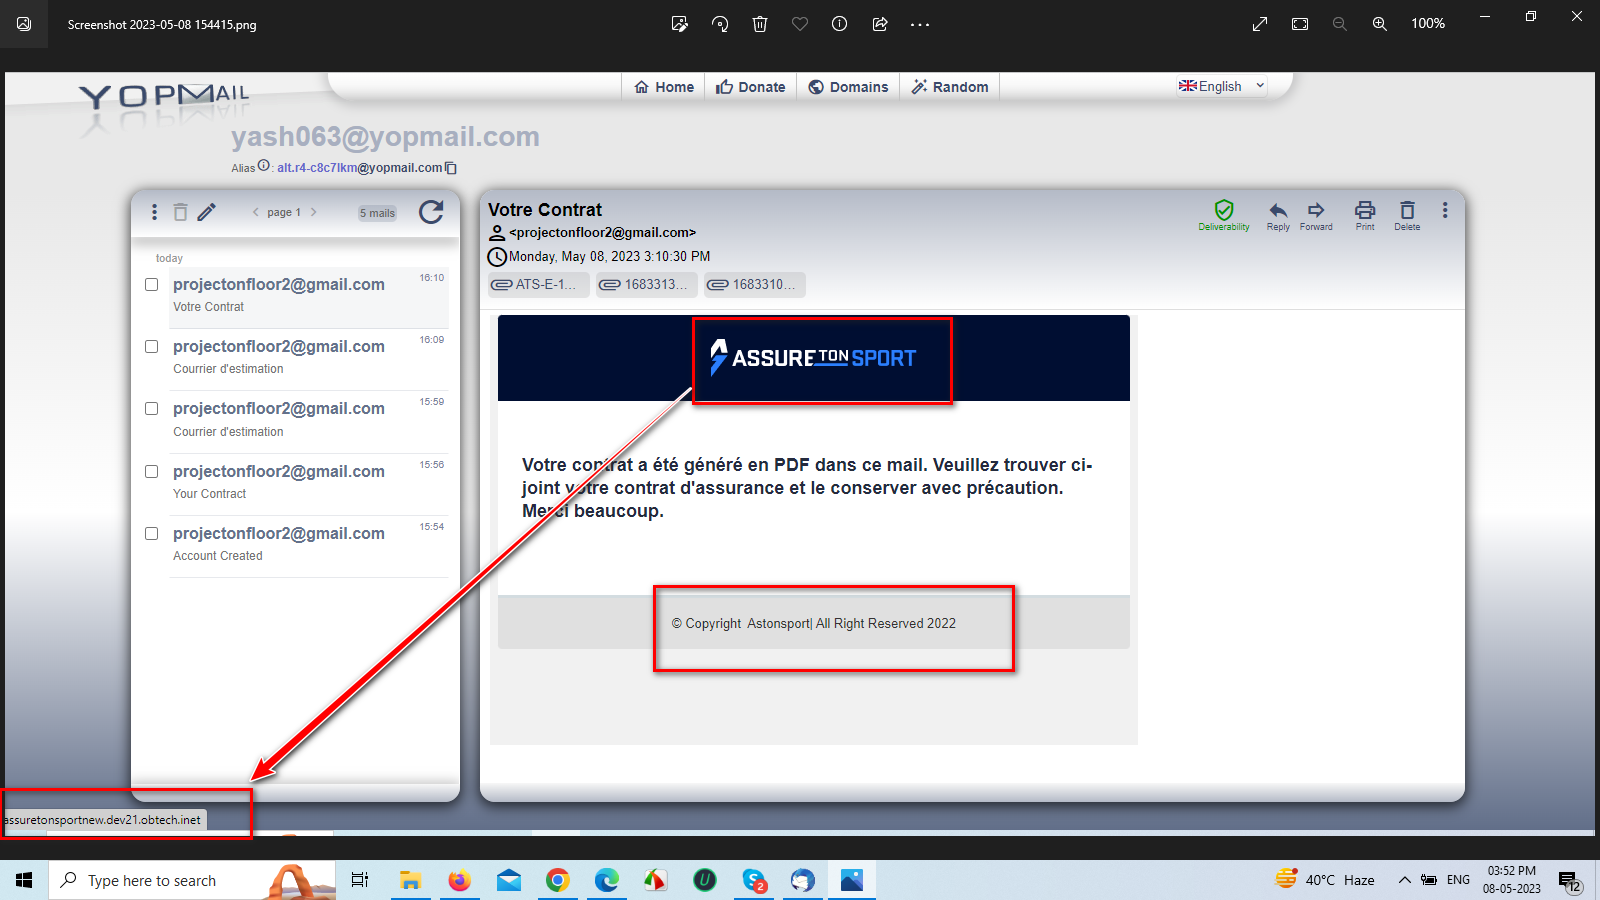 Screenshot 2023-05-08 154415.png
100%
YOPMAIL
Home
Donate
Domains
Random
English
yash063@yopmail.com
Alias : alt.r4-c8c7lkm@yopmail.com
page 1
5 mails
today
projectonfloor2@gmail.com 16:10
Votre Contrat
projectonfloor2@gmail.com 16:09
Courrier d'estimation
projectonfloor2@gmail.com 15:59
Courrier d'estimation
projectonfloor2@gmail.com 15:56
Your Contract
projectonfloor2@gmail.com 15:54
Account Created
Votre Contrat
<projectonfloor2@gmail.com>
Monday, May 08, 2023 3:10:30 PM
Deliverability
Reply
Forward
Print
Delete
ATS-E-1...
1683313...
1683310...
ASSURE TON SPORT
Votre contrat a été généré en PDF dans ce mail. Veuillez trouver ci-
joint votre contrat d'assurance et le conserver avec précaution.
Merci beaucoup.
© Copyright Astonsport| All Right Reserved 2022
assuretonsportnew.dev21.obtech.inet
Type here to search
2
40°C Haze
ENG
03:52 PM
08-05-2023
12